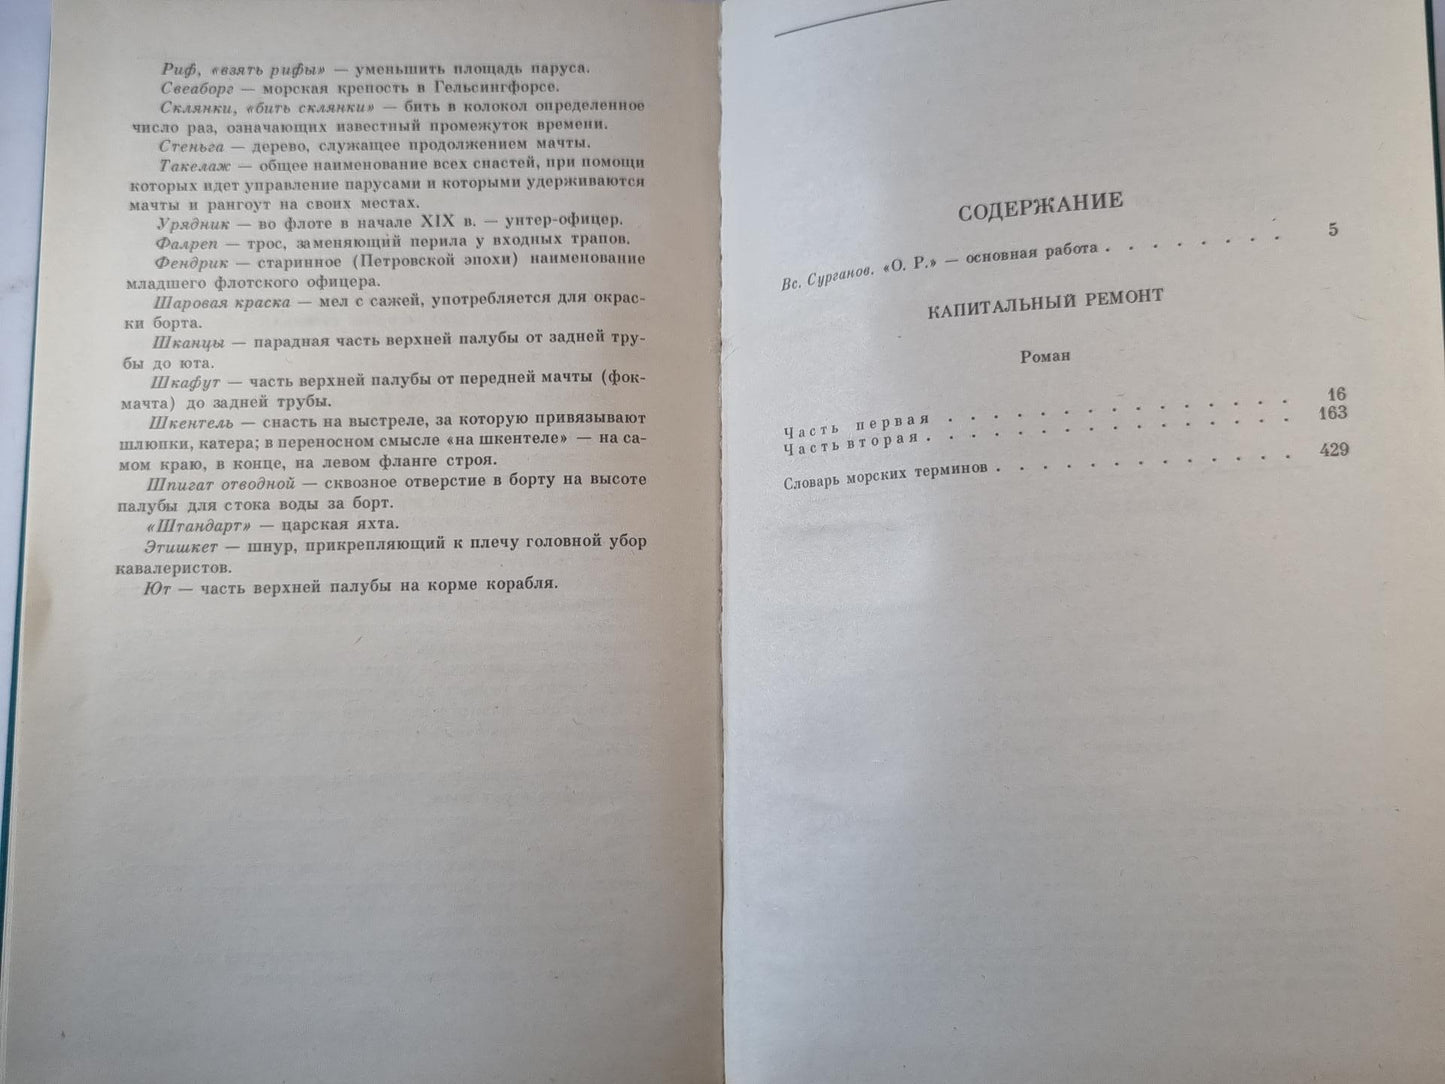 Риф, «взять рифы» — уменьшить площадь паруса.
Свеаборг — морская крепость в Гельсингфорсе.
Склянки, «бить склянки» — бить в колокол определенное
число раз, означающих известный промежуток времени.
Стеньга — дерево, служащее продолжением мачты.
Такелаж — общее наименование всех снастей, при помощи
которых идет управление парусами и которыми удерживаются
мачты и рангоут на своих местах.
Урядник — во флоте в начале XIX в. — унтер-офицер.
Фалреп — трос, заменяющий перила у входных трапов.
Фендрик — старинное (Петровской эпохи) наименование
младшего флотского офицера.
Шаровая краска — мел с сажей, употребляется для окрас-
ки борта.
Шканцы — парадная часть верхней палубы от задней тру-
бы до юта.
Шкафут — часть верхней палубы от передней мачты (фок-
мачта) до задней трубы.
Шкентель — снасть на выстреле, за которую привязывают
шлюпки, катера; в переносном смысле «на шкентеле» — на са-
мом краю, в конце, на левом фланге строя.
Шпигат отводной — сквозное отверстие в борту на высоте
палубы для стока воды за борт.
«Штандарт» — царская яхта.
Этишкет — шнур, прикрепляющий к плечу головной убор
кавалеристов.
Ют — часть верхней палубы на корме корабля.
СОДЕРЖАНИЕ
Вс. Сурганов. «О. Р.» — основная работа . . . . . . . . 5
КАПИТАЛЬНЫЙ РЕМОНТ
Роман
Часть первая . . . . . . . . . . . . . . . 16
Часть вторая . . . . . . . . . . . . . . . . 163
Словарь морских терминов . . . . . . . . . . . . . 429